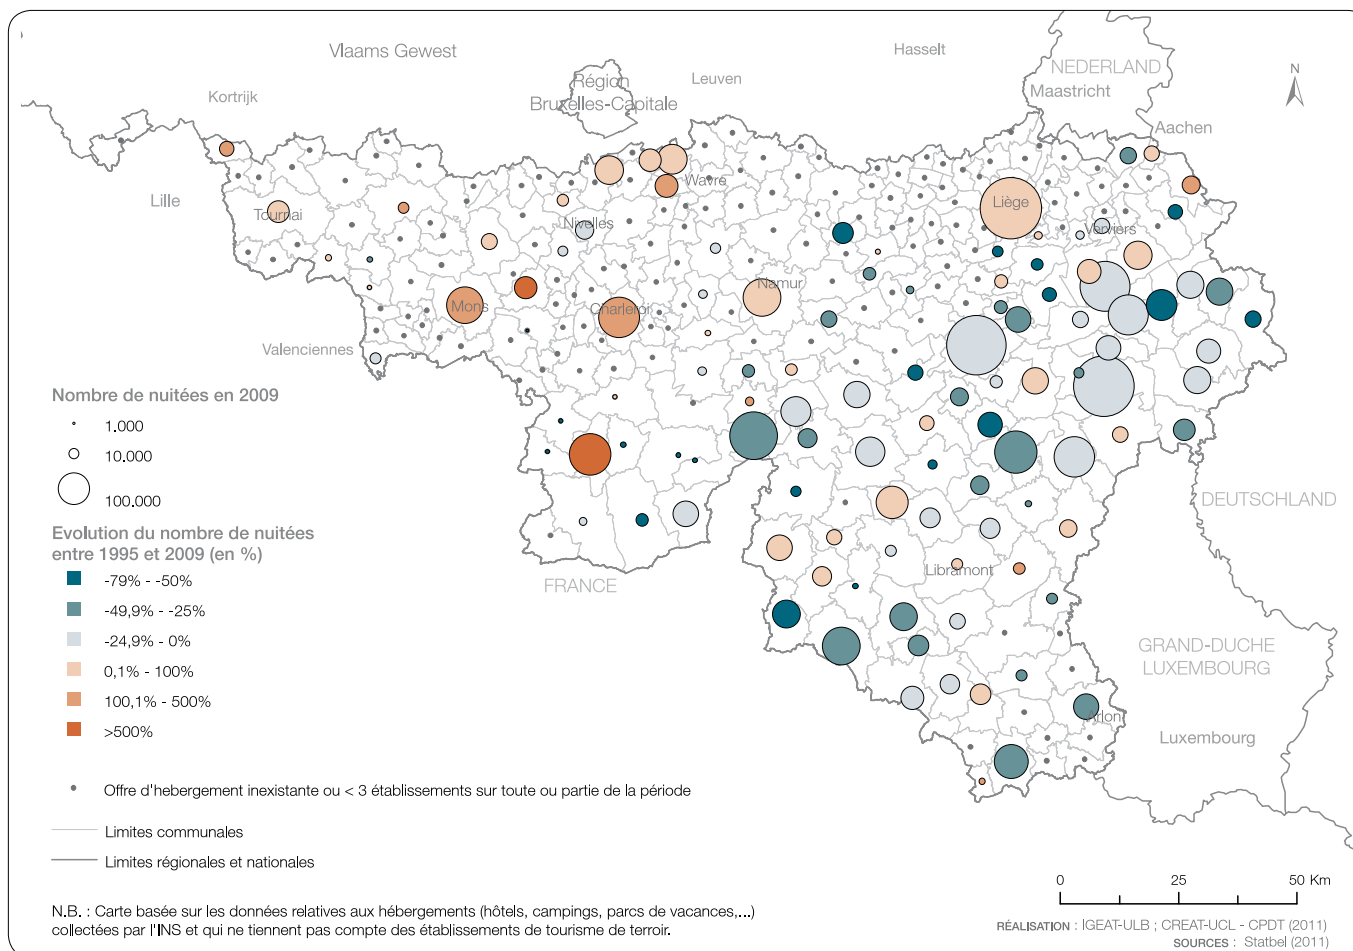 Vlaams Gewest
Hasselt
NEDERLAND
Maastricht
Leuven
Région
Bruxelles-Capitale
Kortrijk
N
Aachen
Lille
Wavre
Tournai
Nivelles
Liège
Verviers
Mons
Charleroi
Namur
Valenciennes
Nombre de nuitées en 2009
1.000
10.000
100.000
Evolution du nombre de nuitées
entre 1995 et 2009 (en %)
-79% - -50%
-49,9% - -25%
-24,9% - 0%
0,1% - 100%
100,1% - 500%
>500%
DEUTSCHLAND
FRANCE
Libramont
GRAND-DUCHE
LUXEMBOURG
Arlon
Luxembourg
Offre d'hebergement inexistante ou < 3 établissements sur toute ou partie de la période
Limites communales
Limites régionales et nationales
0 25 50 Km
N.B. : Carte basée sur les données relatives aux hébergements (hôtels, campings, parcs de vacances,...)
collectées par l'INS et qui ne tiennent pas compte des établissements de tourisme de terroir.
RÉALISATION : IGEAT-ULB ; CREAT-UCL - CPDT (2011)
SOURCES : Statbel (2011)